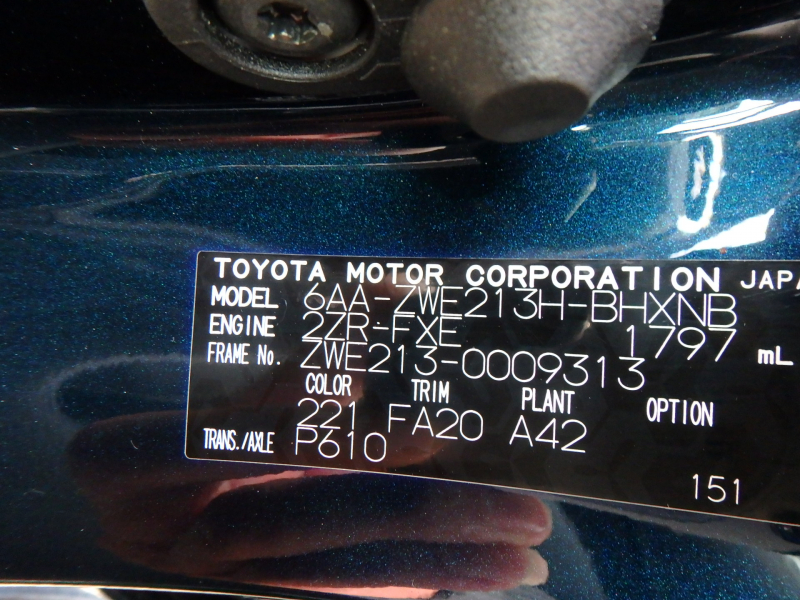 TOYOTA MOTOR CORPORATION JAPA
MODEL 6AA-ZWE213H-BHXNB
ENGINE 2ZR-FXE 1797 mL
FRAME No. ZWE213-0009313
COLOR TRIM PLANT OPTION
221 FA20 A42
TRANS./AXLE P610
151